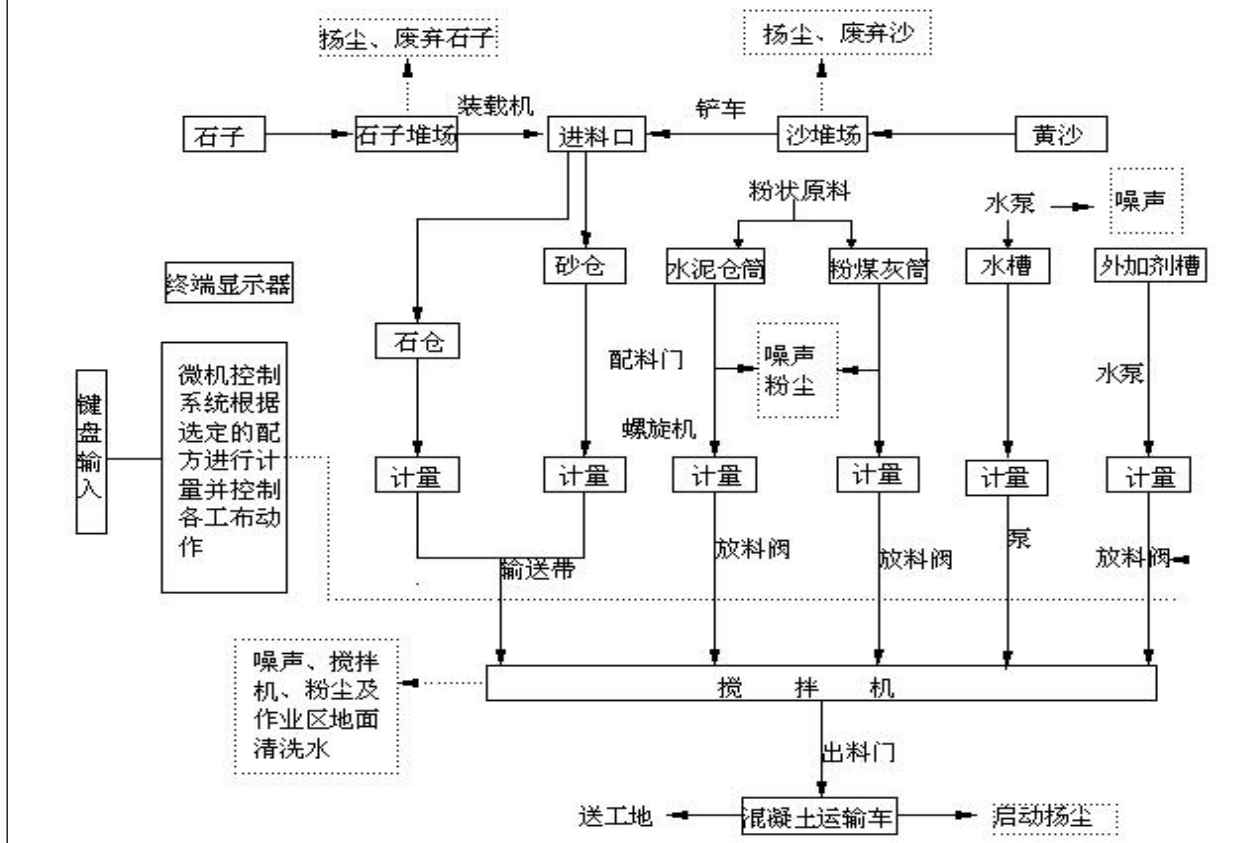 扬尘、废弃石子
扬尘、废弃沙
装载机
铲车
石子
石子堆场
进料口
沙堆场
黄沙
粉状原料
水泵
噪声
砂仓
水泥仓筒
粉煤灰筒
水槽
外加剂槽
终端显示器
石仓
配料门
噪声
粉尘
水泵
键
盘
输
入
微机控制
系统根据
选定的配
方进行计
量并控制
各工布动
作
螺旋机
计量
计量
计量
计量
计量
计量
输送带
放料阀
放料阀
泵
放料阀
噪声、搅拌
机、粉尘及
作业区地面
清洗水
搅 拌 机
出料门
送工地
混凝土运输车
启动扬尘